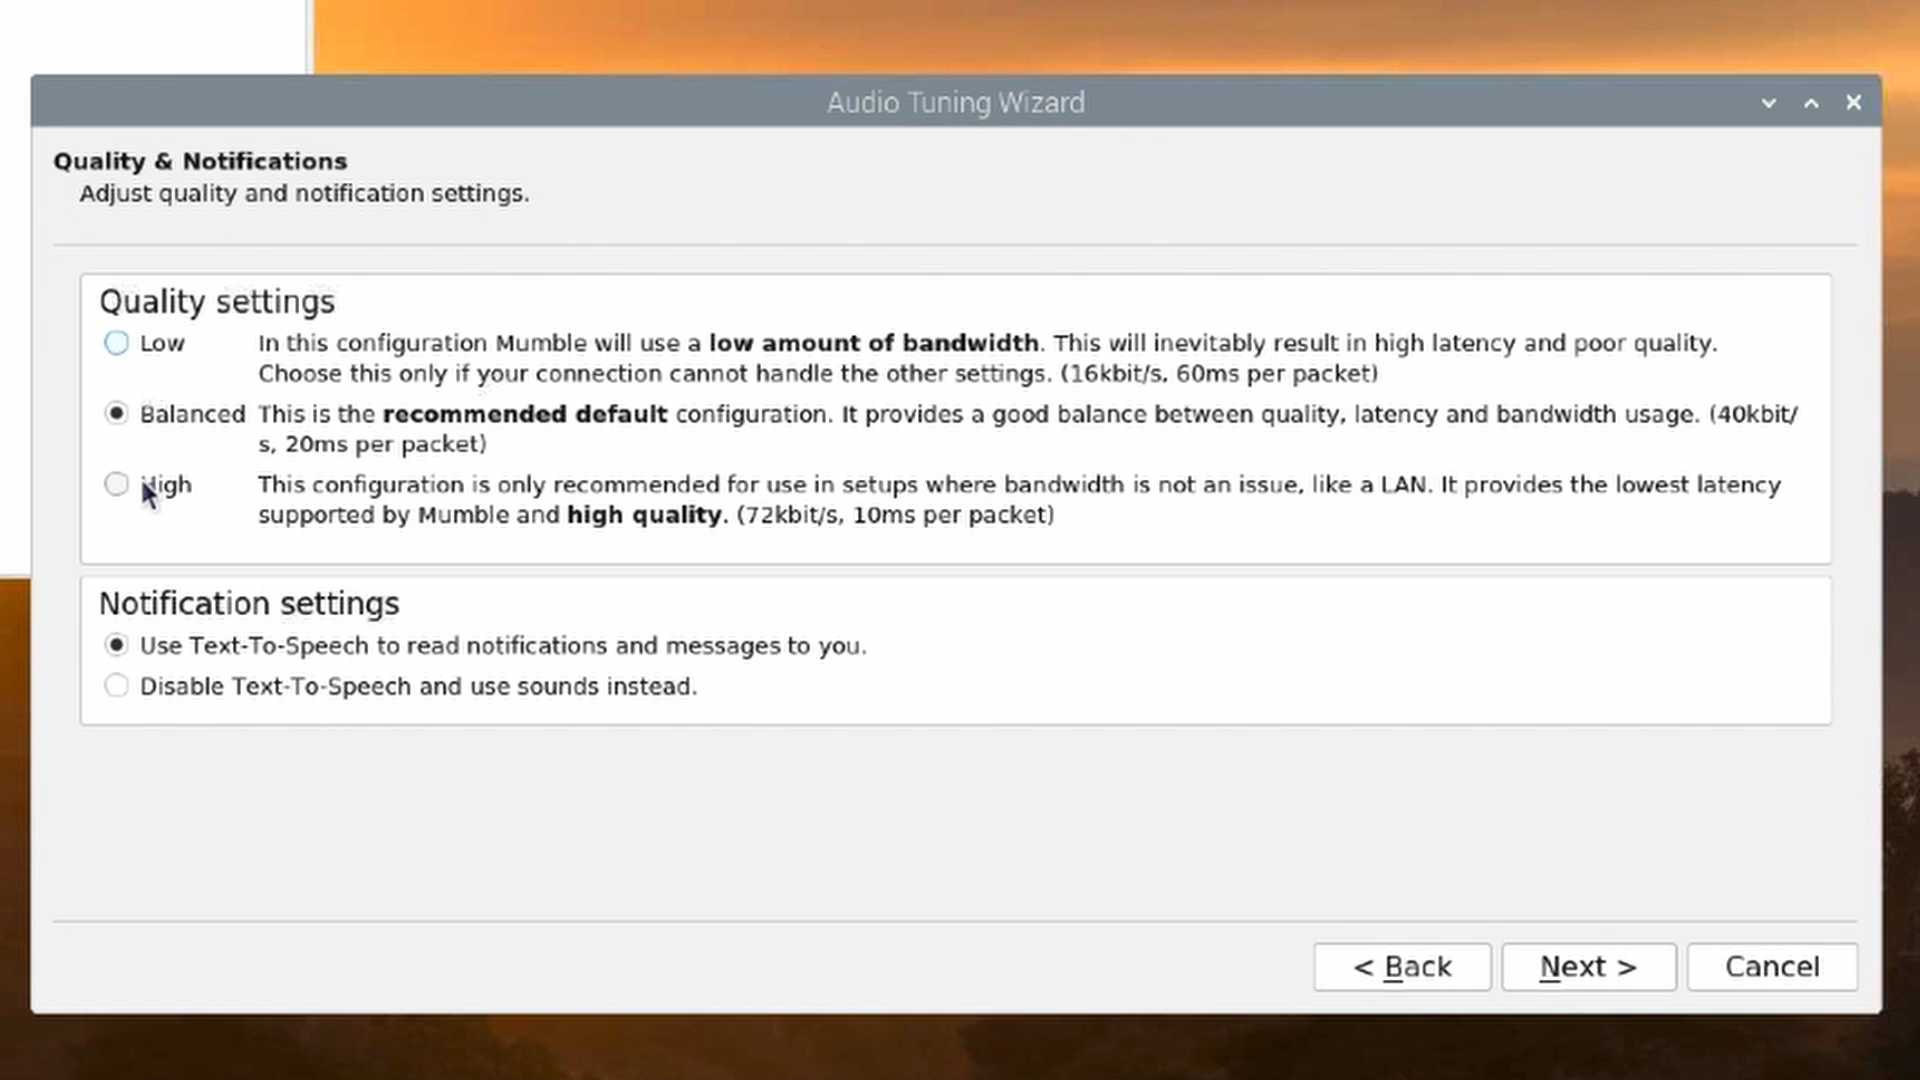 Audio Tuning Wizard
Quality & Notifications
Adjust quality and notification settings.
Quality settings
Low In this configuration Mumble will use a low amount of bandwidth. This will inevitably result in high latency and poor quality.
Choose this only if your connection cannot handle the other settings. (16kbit/s, 60ms per packet)
Balanced This is the recommended default configuration. It provides a good balance between quality, latency and bandwidth usage. (40kbit/
s, 20ms per packet)
High This configuration is only recommended for use in setups where bandwidth is not an issue, like a LAN. It provides the lowest latency
supported by Mumble and high quality. (72kbit/s, 10ms per packet)
Notification settings
Use Text-To-Speech to read notifications and messages to you.
Disable Text-To-Speech and use sounds instead.
< Back Next > Cancel